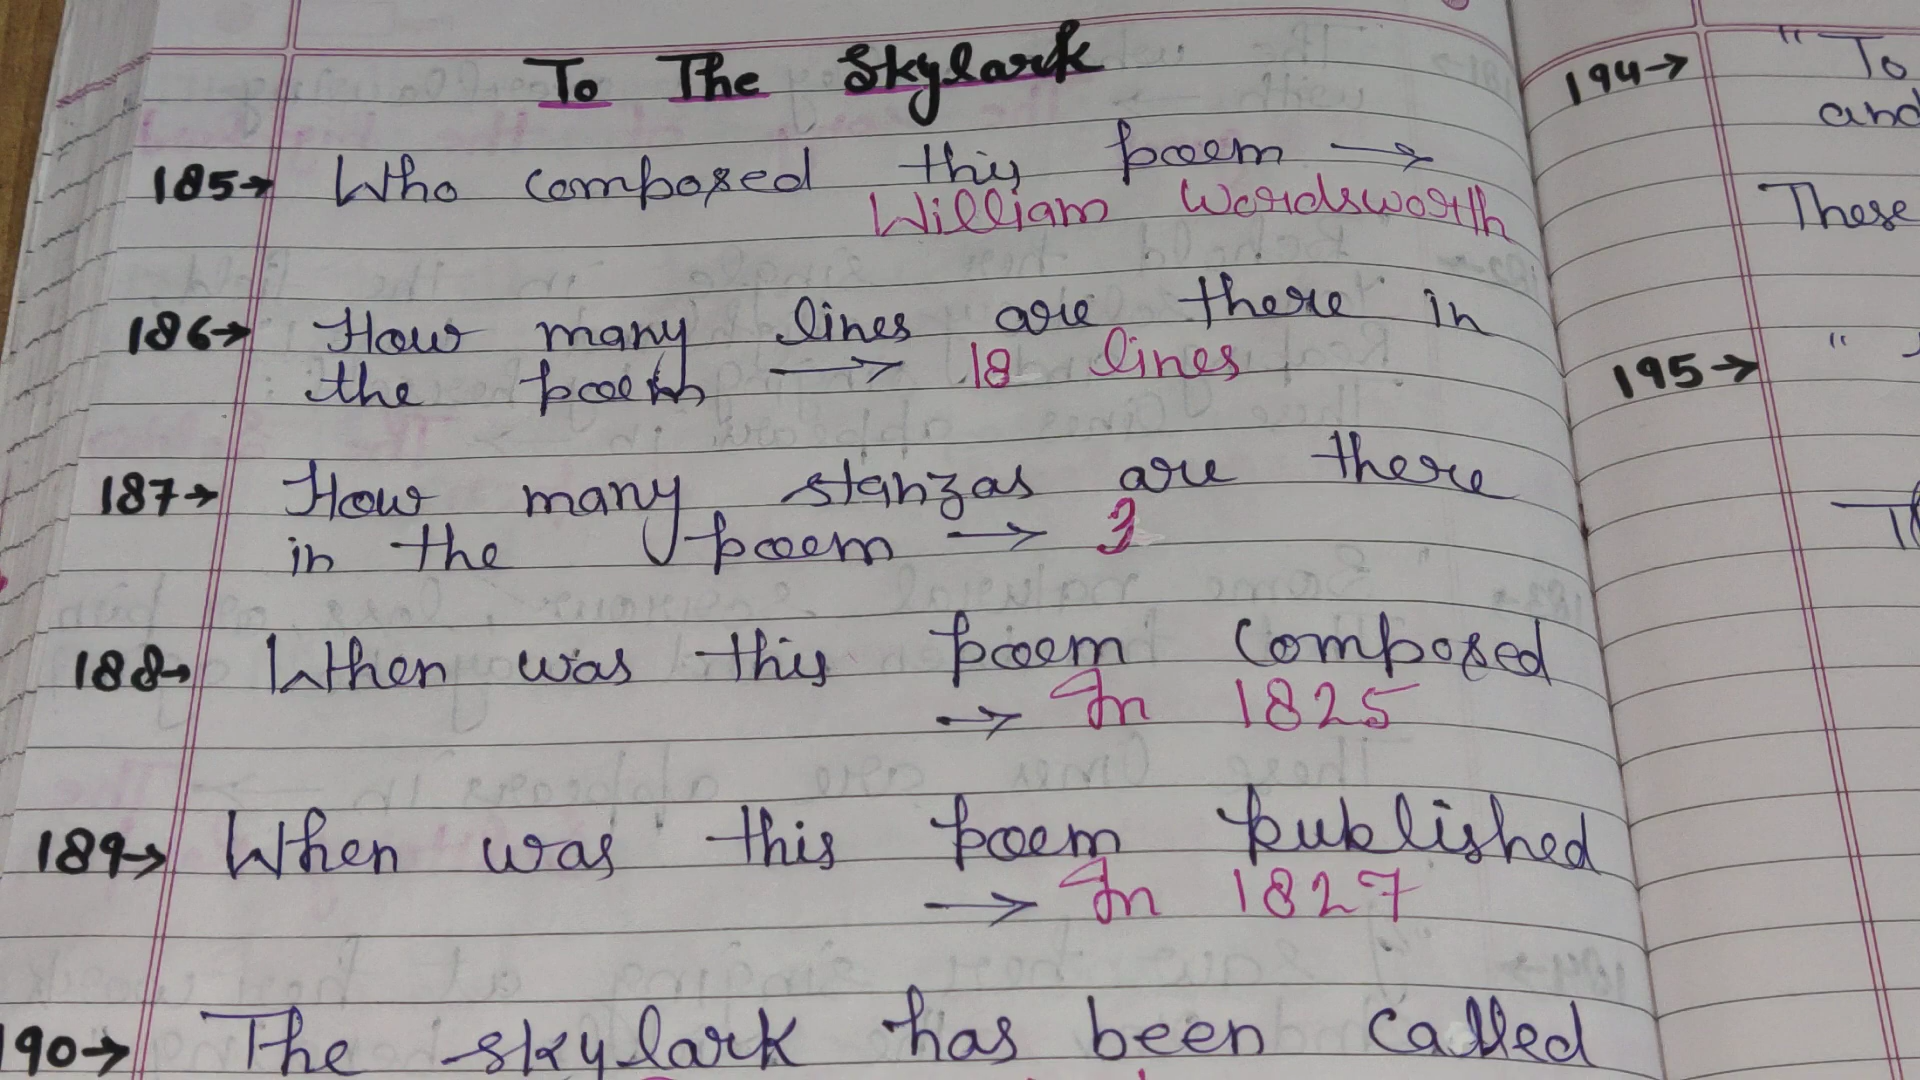 To The Skylark
185→ Who composed this poem →
William Wordsworth
186→ How many lines are there in
the poem → 18 lines
187→ How many stanzas are there
in the poem → 3
188→ When was this poem composed
→ In 1825
189→ When was this poem published
→ In 1827
190→ The skylark has been called
194→ " To
and
These
195→ "